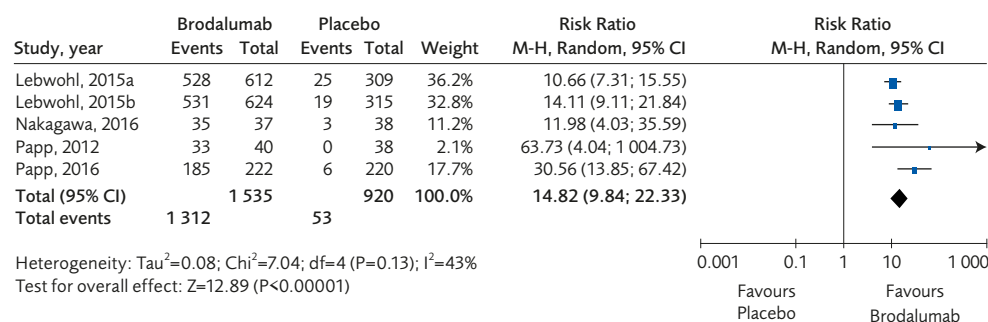 Brodalumab Placebo Risk Ratio Risk Ratio
Study, year Events Total Events Total Weight M-H, Random, 95% CI M-H, Random, 95% CI
Lebwohl, 2015a 528 612 25 309 36.2% 10.66 (7.31; 15.55)
Lebwohl, 2015b 531 624 19 315 32.8% 14.11 (9.11; 21.84)
Nakagawa, 2016 35 37 3 38 11.2% 11.98 (4.03; 35.59)
Papp, 2012 33 40 0 38 2.1% 63.73 (4.04; 1 004.73)
Papp, 2016 185 222 6 220 17.7% 30.56 (13.85; 67.42)
Total (95% CI) 1 535 920 100.0% 14.82 (9.84; 22.33)
Total events 1 312 53
Heterogeneity: Tau²=0.08; Chi²=7.04; df=4 (P=0.13); I²=43%
Test for overall effect: Z=12.89 (P<0.00001)
0.001 0.1 1 10 1 000
Favours Favours
Placebo Brodalumab